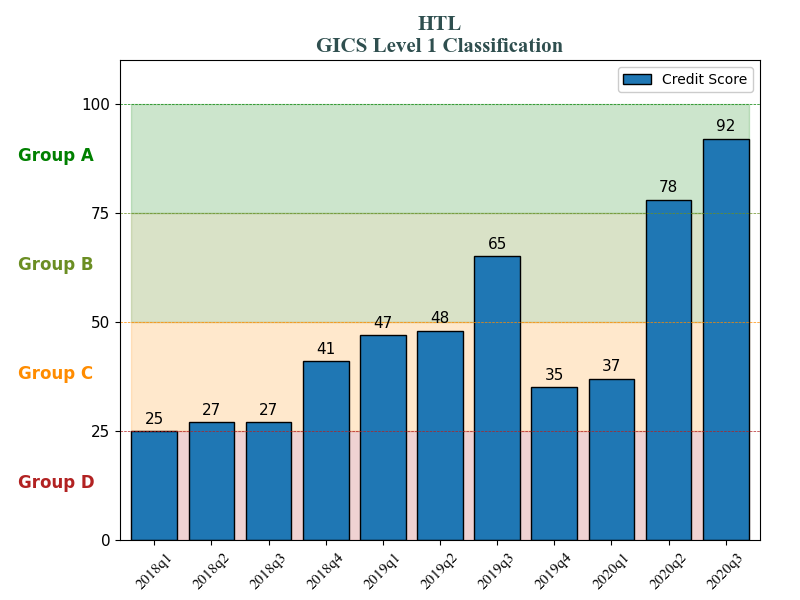 HTL
GICS Level 1 Classification
Credit Score
100
Group A
92
78
75
Group B
65
50
47
48
41
Group C
35
37
25
27
27
25
Group D
0
2018q1
2018q2
2018q3
2018q4
2019q1
2019q2
2019q3
2019q4
2020q1
2020q2
2020q3